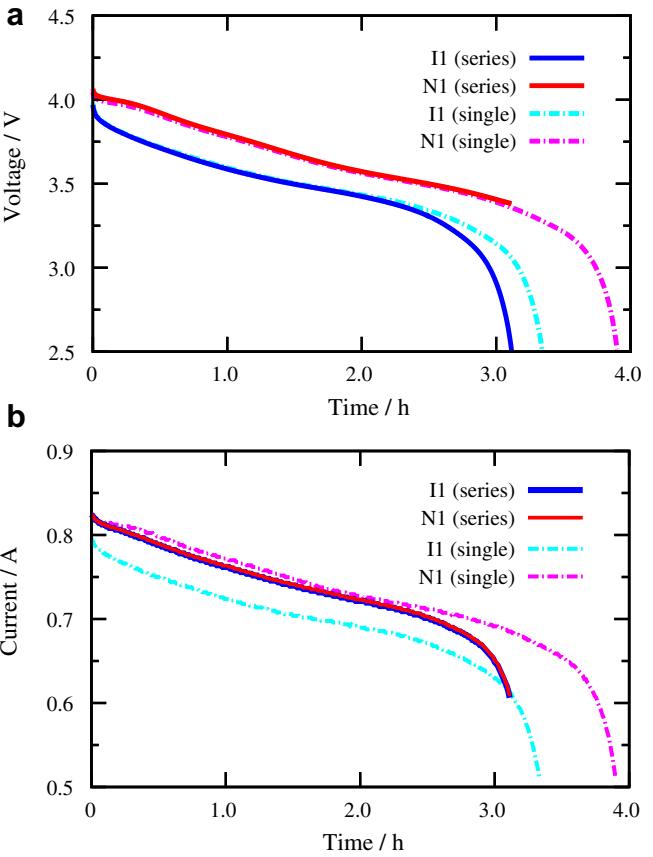 a
4.5
4.0
3.5
3.0
2.5
Voltage / V
I1 (series)
N1 (series)
I1 (single)
N1 (single)
0 1.0 2.0 3.0 4.0
Time / h
b
0.9
0.8
0.7
0.6
0.5
Current / A
I1 (series)
N1 (series)
I1 (single)
N1 (single)
0 1.0 2.0 3.0 4.0
Time / h